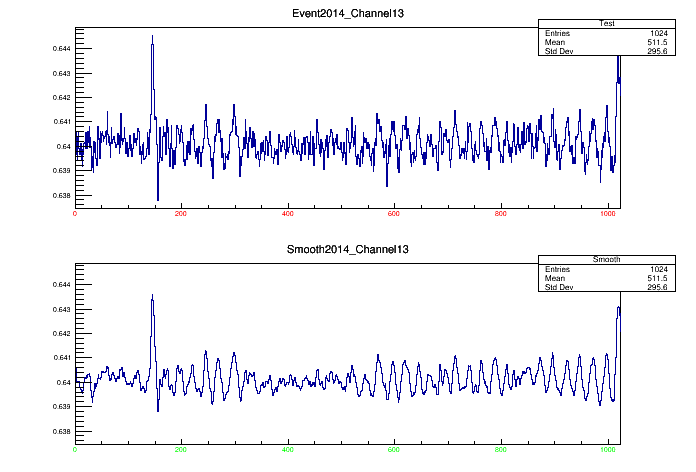 Event2014_Channel13
Test
Entries 1024
Mean 511.5
Std Dev 295.6
0.644
0.643
0.642
0.641
0.64
0.639
0.638
0 200 400 600 800 1000
Smooth2014_Channel13
Smooth
Entries 1024
Mean 511.5
Std Dev 295.6
0.644
0.643
0.642
0.641
0.64
0.639
0.638
0 200 400 600 800 1000